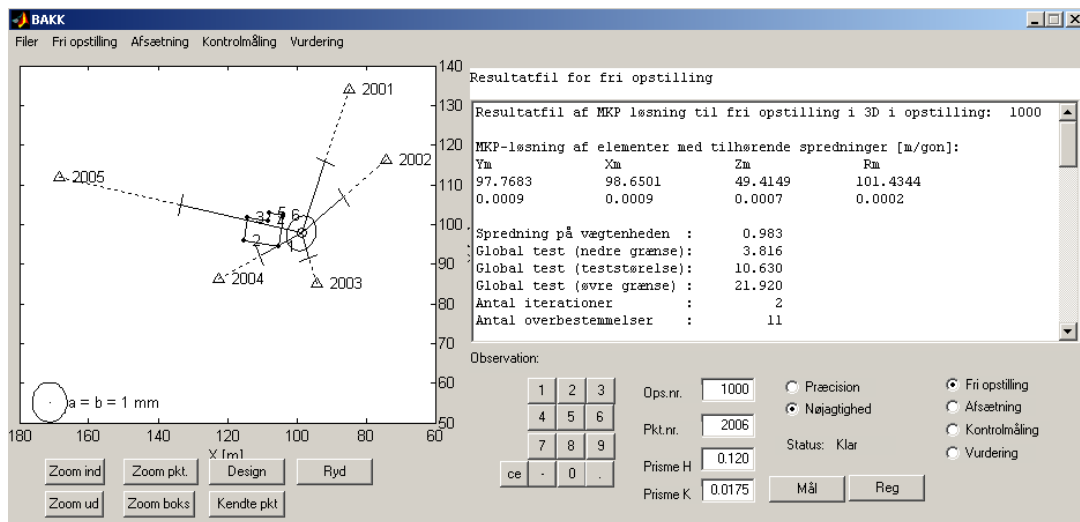 BAKK
Filer Fri opstilling Afsætning Kontrolmåling Vurdering
140
130
120
110
100
90
80
70
60
50
180 160 140 120 100 80 60
X [m]
2001
2002
2005
2004
2003
3
5
6
2
1
a = b = 1 mm
Resultatfil for fri opstilling
Resultatfil af MKP løsning til fri opstilling i 3D i opstilling: 1000
MKP-løsning af elementer med tilhørende spredninger [m/gon]:
Ym Xm Zm Rm
97.7683 98.6501 49.4149 101.4344
0.0009 0.0009 0.0007 0.0002
Spredning på vægtenheden : 0.983
Global test (nedre grænse): 3.816
Global test (teststørelse): 10.630
Global test (øvre grænse) : 21.920
Antal iterationer : 2
Antal overbestemmelser : 11
Observation:
1 2 3
4 5 6
7 8 9
ce - 0 .
Ops.nr. 1000
Pkt.nr. 2006
Prisme H 0.120
Prisme K 0.0175
Præcision
Nøjagtighed
Status: Klar
Mål Reg
Fri opstilling
Afsætning
Kontrolmåling
Vurdering
Zoom ind Zoom pkt. Design Ryd
Zoom ud Zoom boks Kendte pkt